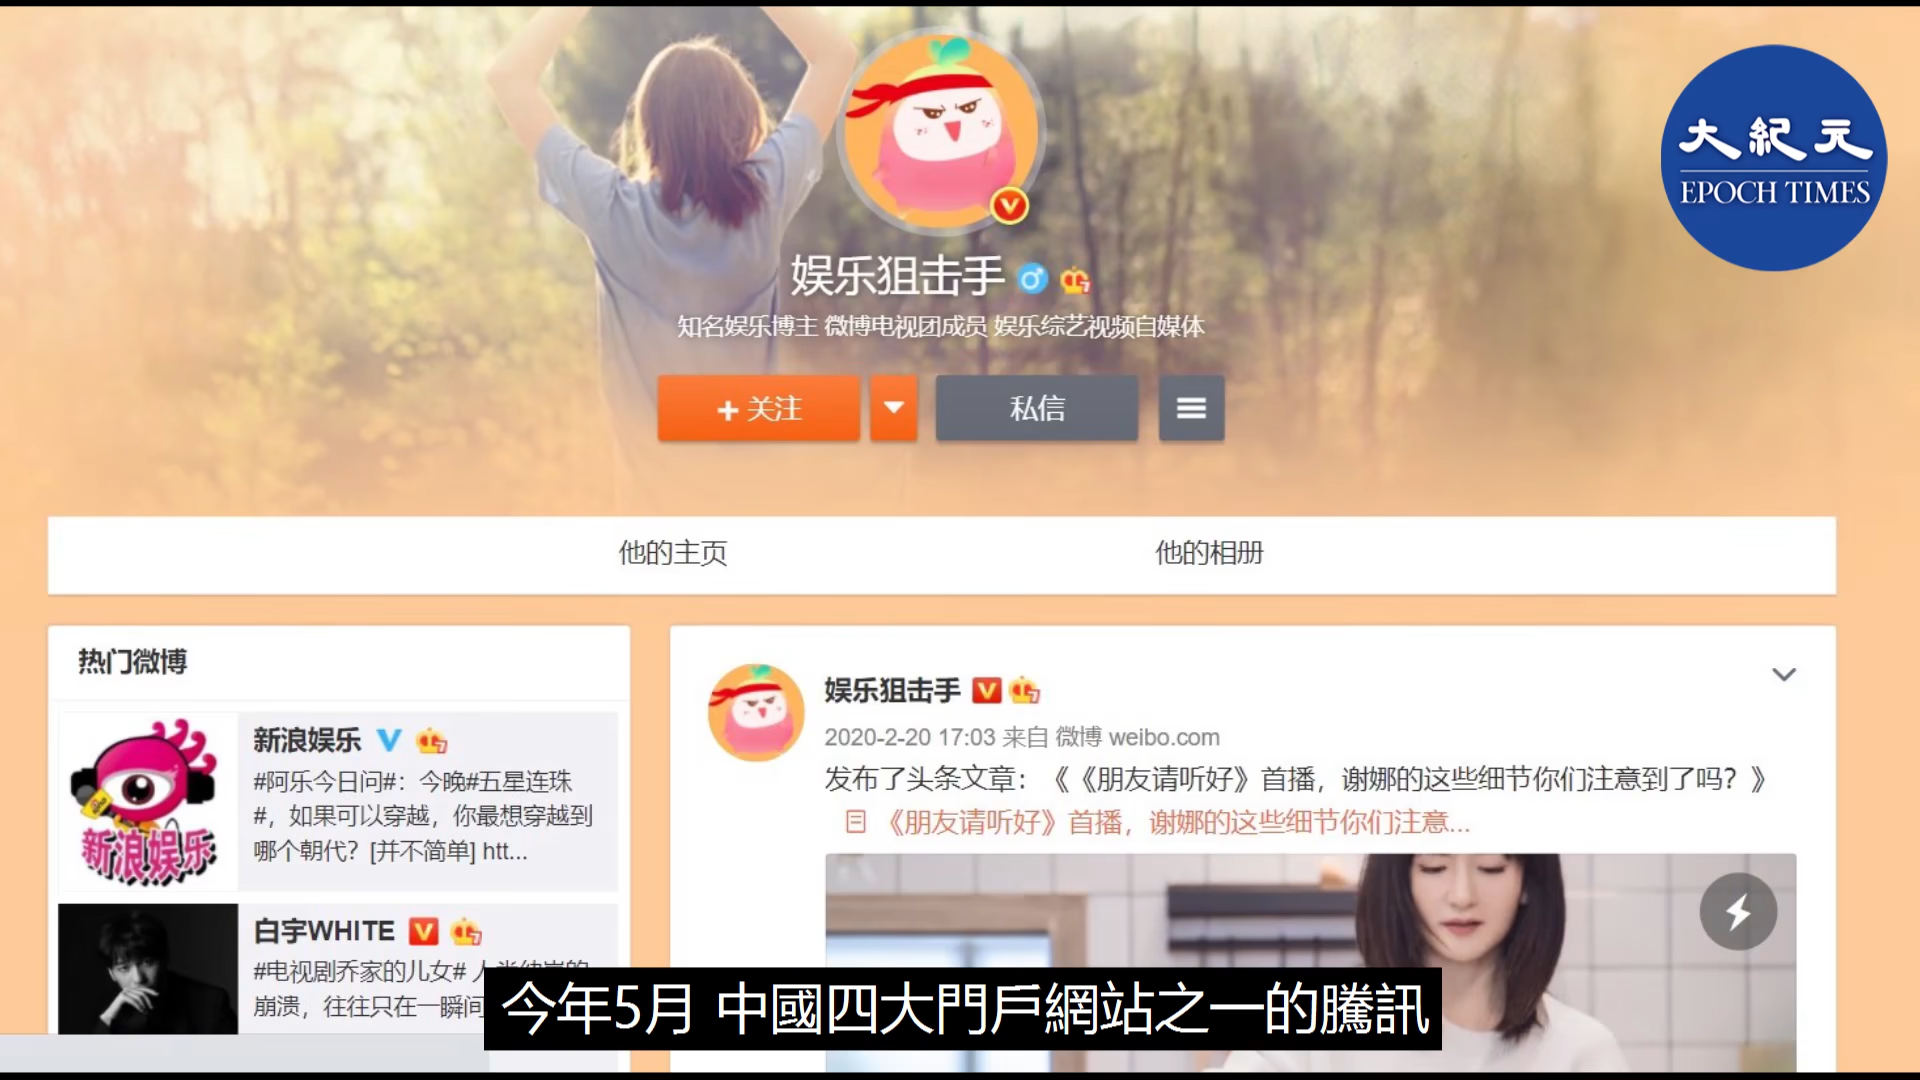 大紀元
EPOCH TIMES
娱乐狙击手
知名娱乐博主 微博电视团成员 娱乐综艺视频自媒体
+ 关注
私信
他的主页
他的相册
热门微博
新浪娱乐
新浪娱乐 V
#阿乐今日问#：今晚#五星连珠
#，如果可以穿越，你最想穿越到
哪个朝代？[并不简单] htt...
白宇WHITE V
#电视剧乔家的儿女#
崩溃，往往只在一瞬间
娱乐狙击手 V
2020-2-20 17:03 来自 微博 weibo.com
发布了头条文章：《《朋友请听好》首播，谢娜的这些细节你们注意到了吗？》
《朋友请听好》首播，谢娜的这些细节你们注意...
今年5月 中國四大門戶網站之一的騰訊